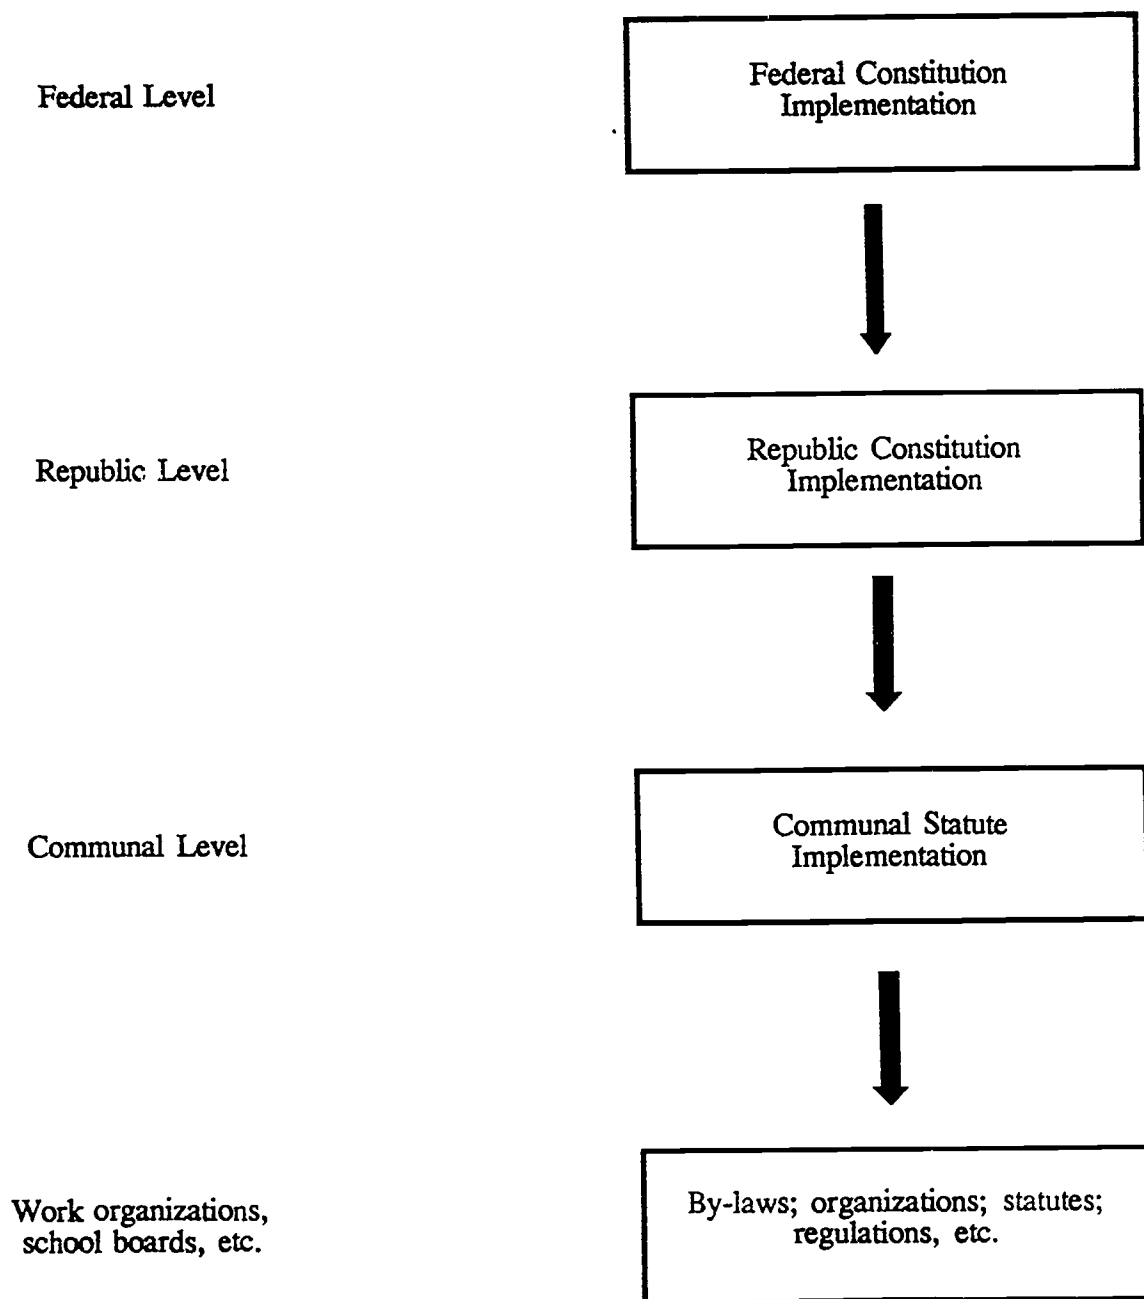 Federal Level
Federal Constitution
Implementation
Republic Level
Republic Constitution
Implementation
Communal Level
Communal Statute
Implementation
Work organizations,
school boards, etc.
By-laws; organizations; statutes;
regulations, etc.